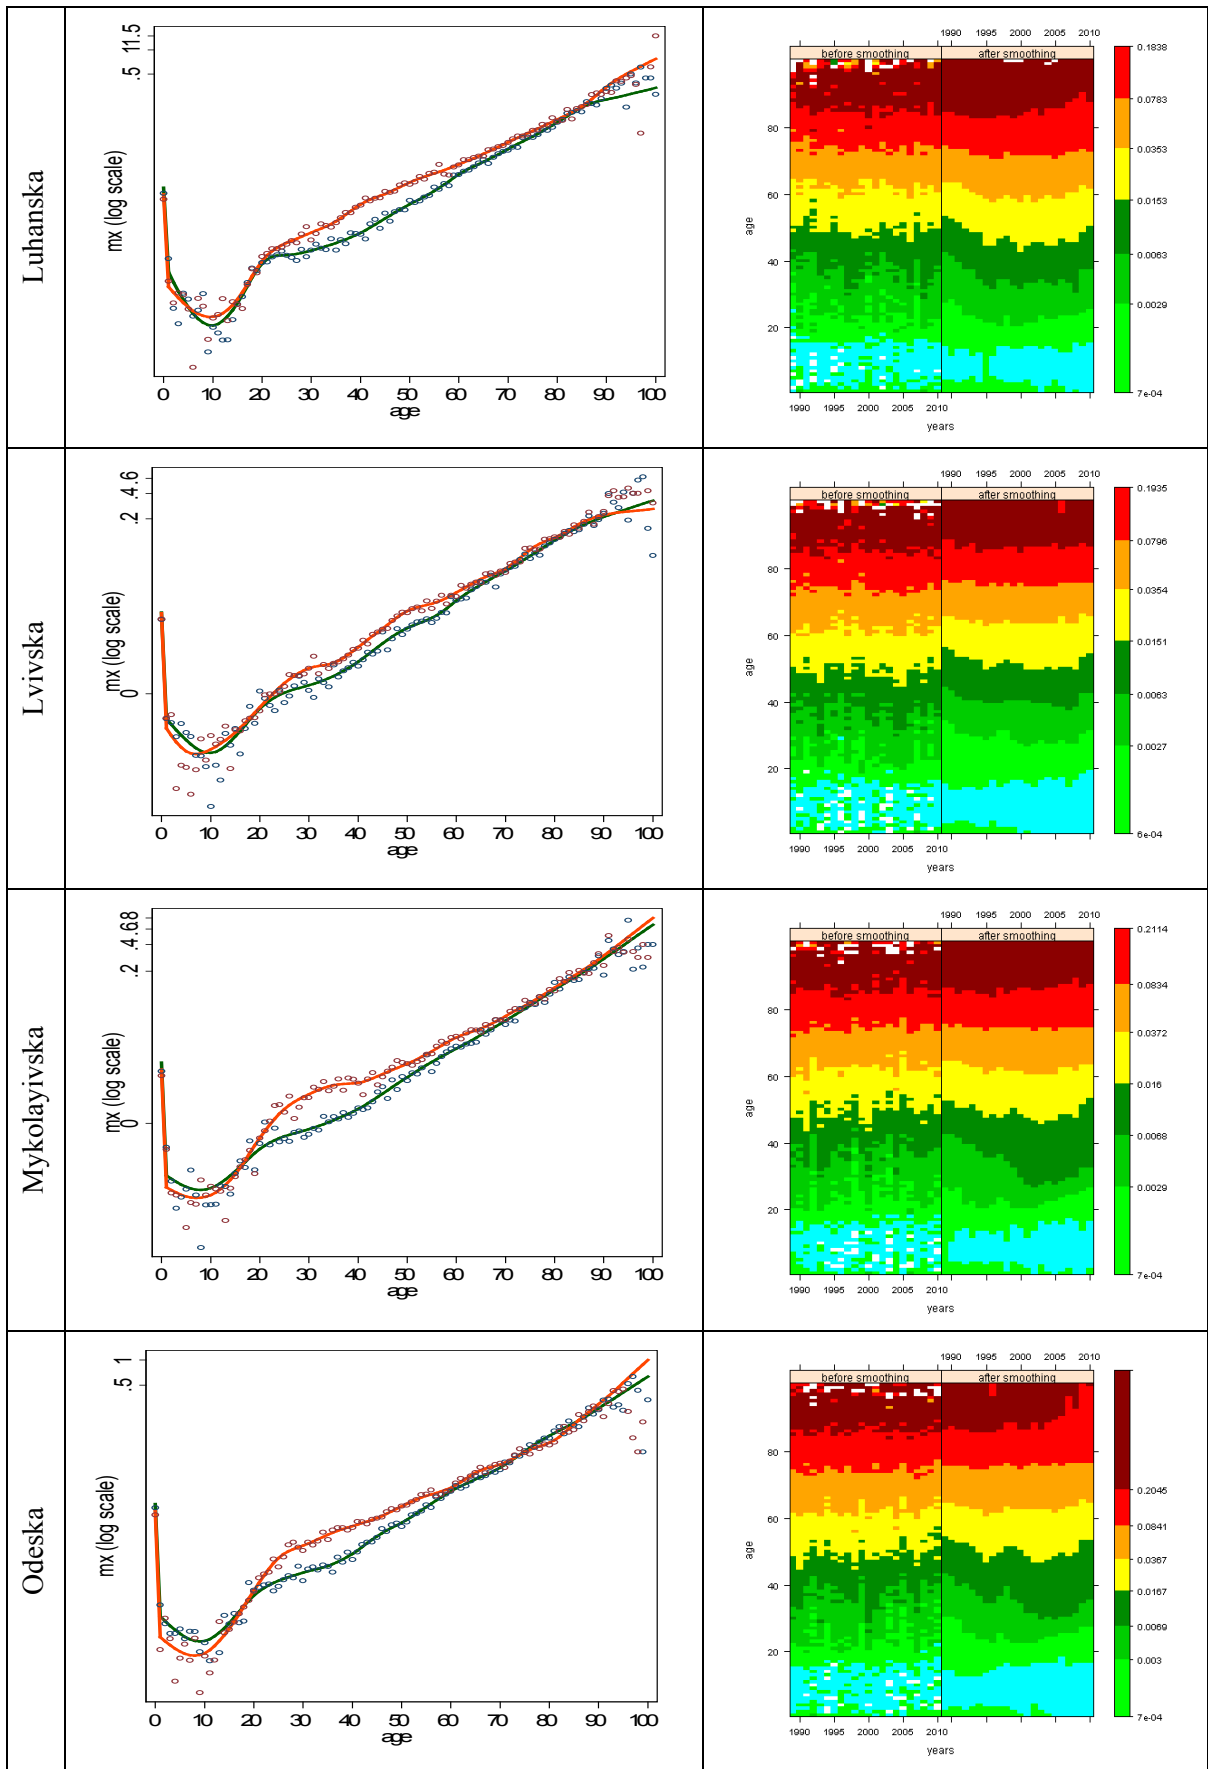 Luhanska
mx (log scale)
.5 11.5
0 10 20 30 40 50 60 70 80 90 100
age
1990 1995 2000 2005 2010
before smoothing after smoothing
age
80
60
40
20
1990 1995 2000 2005 2010
years
0.1838
0.0783
0.0353
0.0153
0.0063
0.0029
7e-04
Lvivska
mx (log scale)
0 .2 .4.6
0 10 20 30 40 50 60 70 80 90 100
age
1990 1995 2000 2005 2010
before smoothing after smoothing
age
80
60
40
20
1990 1995 2000 2005 2010
years
0.1935
0.0796
0.0354
0.0151
0.0063
0.0027
6e-04
Mykolayivska
mx (log scale)
0 .2 .4.6.8
0 10 20 30 40 50 60 70 80 90 100
age
1990 1995 2000 2005 2010
before smoothing after smoothing
age
80
60
40
20
1990 1995 2000 2005 2010
years
0.2114
0.0834
0.0372
0.016
0.0068
0.0029
7e-04
Odeska
mx (log scale)
.5 1
0 10 20 30 40 50 60 70 80 90 100
age
1990 1995 2000 2005 2010
before smoothing after smoothing
age
80
60
40
20
1990 1995 2000 2005 2010
years
0.2045
0.0841
0.0367
0.0167
0.0069
0.003
7e-04